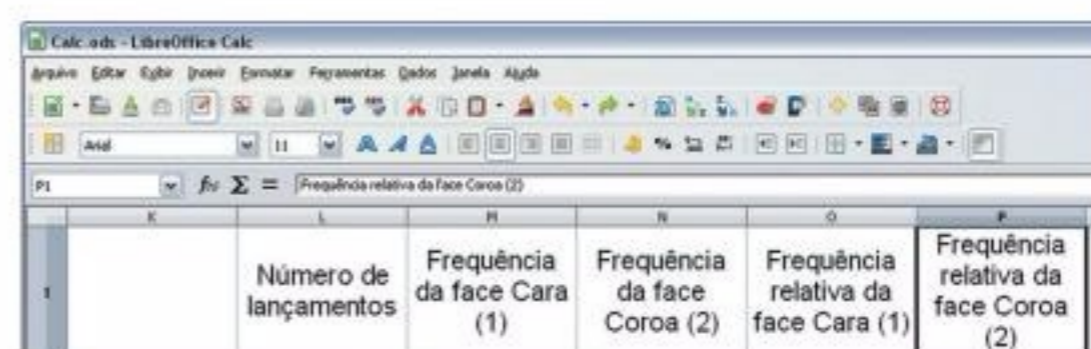 Calc.ods - LibreOffice Calc
Arquivo Editar Exibir Inserir Formatar Ferramentas Dados Janela Ajuda
Arial 11
P1 Frequência relativa da Face Coroa (2)
K L M N O P
1
Número de lançamentos
Frequência da face Cara (1)
Frequência da face Coroa (2)
Frequência relativa da face Cara (1)
Frequência relativa da face Coroa (2)